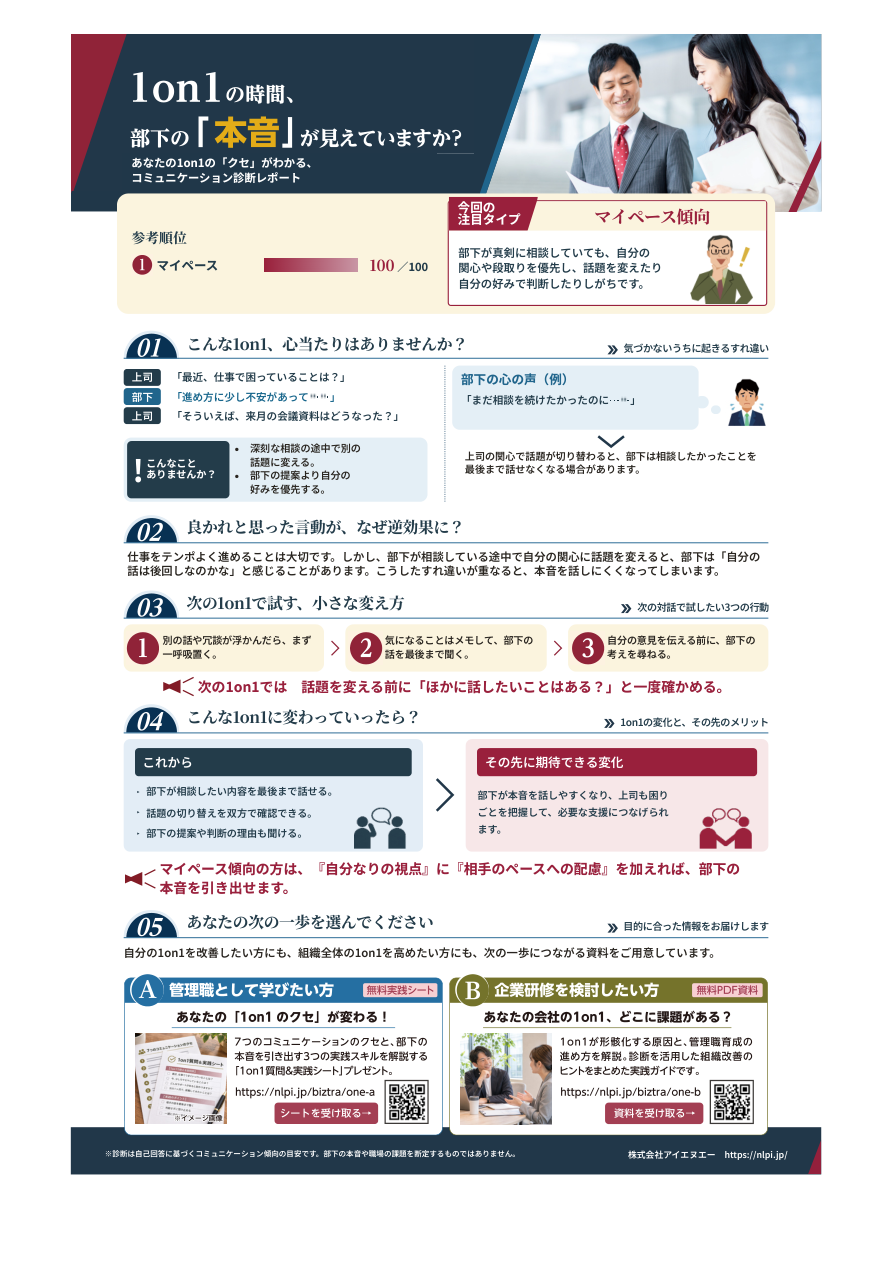 1on1の時間、
部下の「本音」が見えていますか?
あなたの1on1の「クセ」がわかる、
コミュニケーション診断レポート
参考順位
1 マイペース 100 ／100
今回の
注目タイプ
マイペース傾向
部下が真剣に相談していても、自分の
関心や段取りを優先し、話題を変えたり
自分の好みで判断したりしがちです。
01 こんな1on1、心当たりはありませんか？
気づかないうちに起きるすれ違い
上司 「最近、仕事で困っていることは？」
部下 「進め方に少し不安があって……」
上司 「そういえば、来月の会議資料はどうなった？」
! こんなこと
ありませんか？
• 深刻な相談の途中で別の
話題に変える。
• 部下の提案より自分の
好みを優先する。
部下の心の声（例）
「まだ相談を続けたかったのに……」
上司の関心で話題が切り替わると、部下は相談したかったことを
最後まで話せなくなる場合があります。
02 良かれと思った言動が、なぜ逆効果に？
仕事をテンポよく進めることは大切です。しかし、部下が相談している途中で自分の関心に話題を変えると、部下は「自分の
話は後回しなのかな」と感じることがあります。こうしたすれ違いが重なると、本音を話しにくくなってしまいます。
03 次の1on1で試す、小さな変え方
次の対話で試したい3つの行動
1 別の話や冗談が浮かんだら、まず
一呼吸置く。
2 気になることはメモして、部下の
話を最後まで聞く。
3 自分の意見を伝える前に、部下の
考えを尋ねる。
次の1on1では　話題を変える前に「ほかに話したいことはある？」と一度確かめる。
04 こんな1on1に変わっていったら？
1on1の変化と、その先のメリット
これから
・ 部下が相談したい内容を最後まで話せる。
・ 話題の切り替えを双方で確認できる。
・ 部下の提案や判断の理由も聞ける。
その先に期待できる変化
部下が本音を話しやすくなり、上司も困り
ごとを把握して、必要な支援につなげられ
ます。
マイペース傾向の方は、『自分なりの視点』に『相手のペースへの配慮』を加えれば、部下の
本音を引き出せます。
05 あなたの次の一歩を選んでください
目的に合った情報をお届けします
自分の1on1を改善したい方にも、組織全体の1on1を高めたい方にも、次の一歩につながる資料をご用意しています。
A 管理職として学びたい方 無料実践シート
あなたの「1on1 のクセ」が変わる！
7つのコミュニケーションのクセと、部下の
本音を引き出す3つの実践スキルを解説する
「1on1質問&実践シート」プレゼント。
https://nlpi.jp/biztra/one-a
シートを受け取る→
7つのコミュニケーションのクセ
1on1質問&実践シート
※イメージ画像
B 企業研修を検討したい方 無料PDF資料
あなたの会社の1on1、どこに課題がある？
1on1が形骸化する原因と、管理職育成の
進め方を解説。診断を活用した組織改善の
ヒントをまとめた実践ガイドです。
https://nlpi.jp/biztra/one-b
資料を受け取る→
※診断は自己回答に基づくコミュニケーション傾向の目安です。部下の本音や職場の課題を断定するものではありません。
株式会社アイエヌエー　https://nlpi.jp/